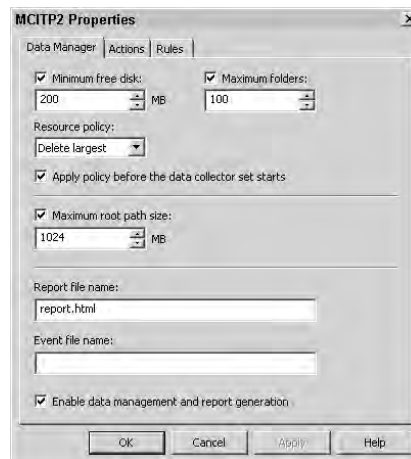 MCITP2 Properties
Data Manager Actions Rules
Minimum free disk: Maximum folders:
200 MB 100
Resource policy:
Delete largest
Apply policy before the data collector set starts
Maximum root path size:
1024 MB
Report file name:
report.html
Event file name:
Enable data management and report generation
OK Cancel Apply Help